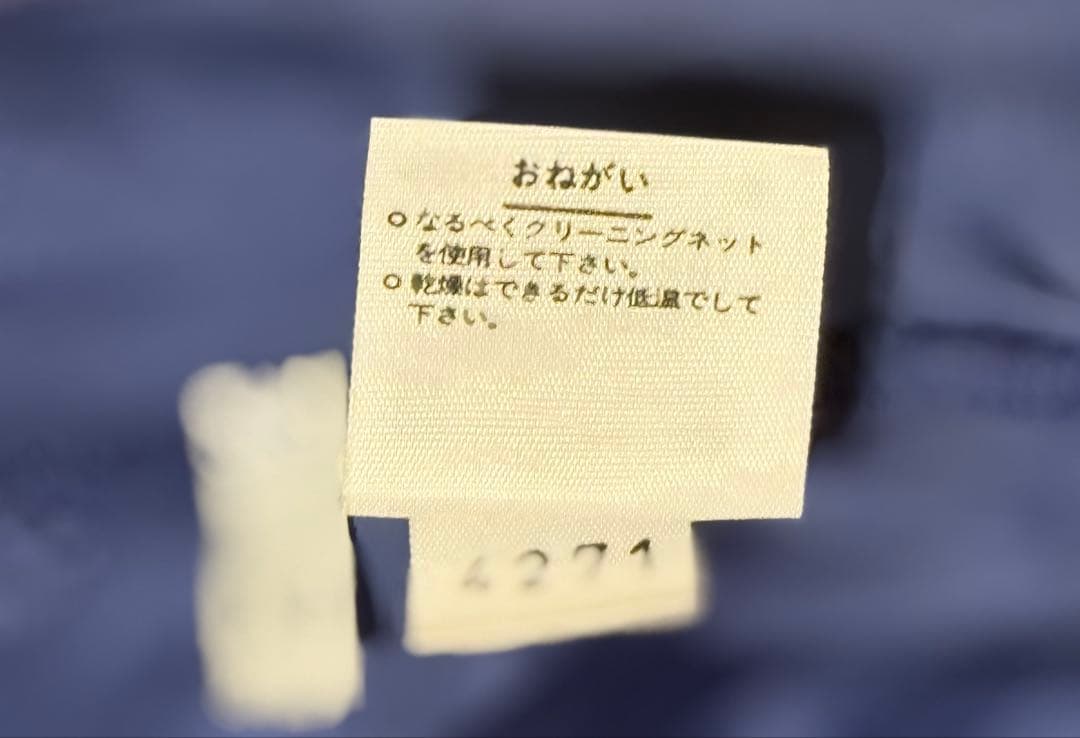 おねがい
○なるべくクリーニングネット
を使用して下さい。
○乾燥はできるだけ低温でして
下さい。
4271